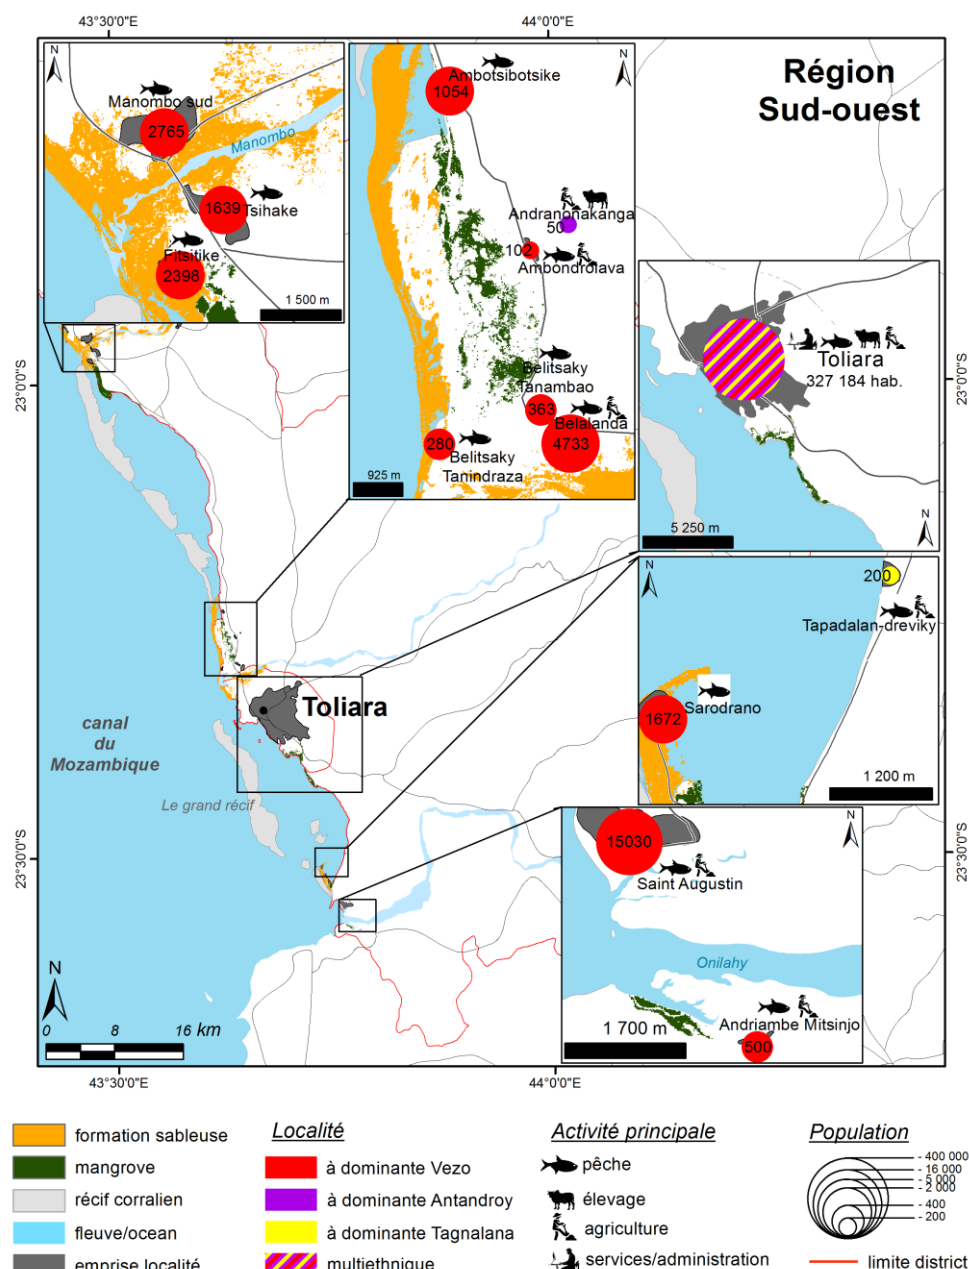 43°30'0"E
44°0'0"E
Région
Sud-ouest
N
Manombo sud
2765
Manombo
1639
Tsihake
Fitsitike
2398
1 500 m
N
Ambotsibotsike
1054
Andranonakanga
50
102
Ambondrolava
Belitsaky
Tanambao
363
Belalanda
4733
280
Belitsaky
Tanindraza
925 m
Toliara
327 184 hab.
N
5 250 m
N
200
Tapadalan-dreviky
Sarodrano
1672
1 200 m
N
15030
Saint Augustin
Onilahy
1 700 m
Andriambe Mitsinjo
500
23°0'0"S
23°0'0"S
Toliara
canal
du
Mozambique
Le grand récif
23°30'0"S
23°30'0"S
N
0 8 16 km
43°30'0"E
44°0'0"E
formation sableuse
mangrove
récif corralien
fleuve/ocean
emprise localité
Localité
à dominante Vezo
à dominante Antandroy
à dominante Tagnalana
multiethnique
Activité principale
pêche
élevage
agriculture
services/administration
Population
- 400 000
- 16 000
- 5 000
- 2 000
- 400
- 200
limite district